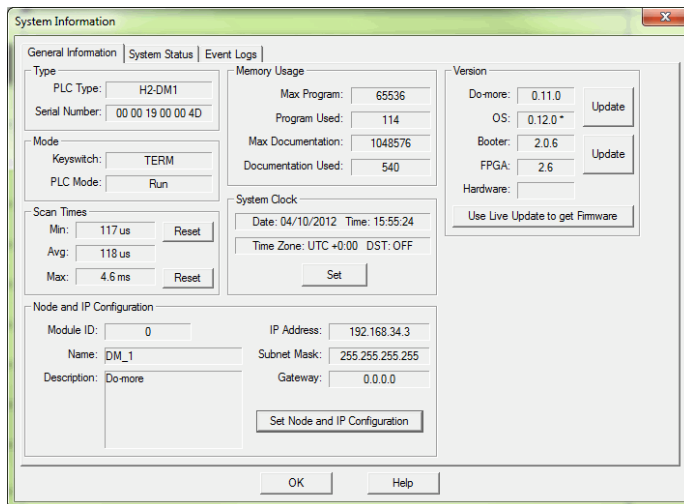 System Information
General Information System Status Event Logs
Type
PLC Type: H2-DM1
Serial Number: 00 00 19 00 00 4D
Mode
Keyswitch: TERM
PLC Mode: Run
Scan Times
Min: 117 us Reset
Avg: 118 us
Max: 4.6 ms Reset
Memory Usage
Max Program: 65536
Program Used: 114
Max Documentation: 1048576
Documentation Used: 540
System Clock
Date: 04/10/2012 Time: 15:55:24
Time Zone: UTC +0:00 DST: OFF
Set
Version
Do-more: 0.11.0 Update
OS: 0.12.0 *
Booter: 2.0.6 Update
FPGA: 2.6
Hardware:
Use Live Update to get Firmware
Node and IP Configuration
Module ID: 0
Name: DM_1
Description: Do-more
IP Address: 192.168.34.3
Subnet Mask: 255.255.255.255
Gateway: 0.0.0.0
Set Node and IP Configuration
OK Help